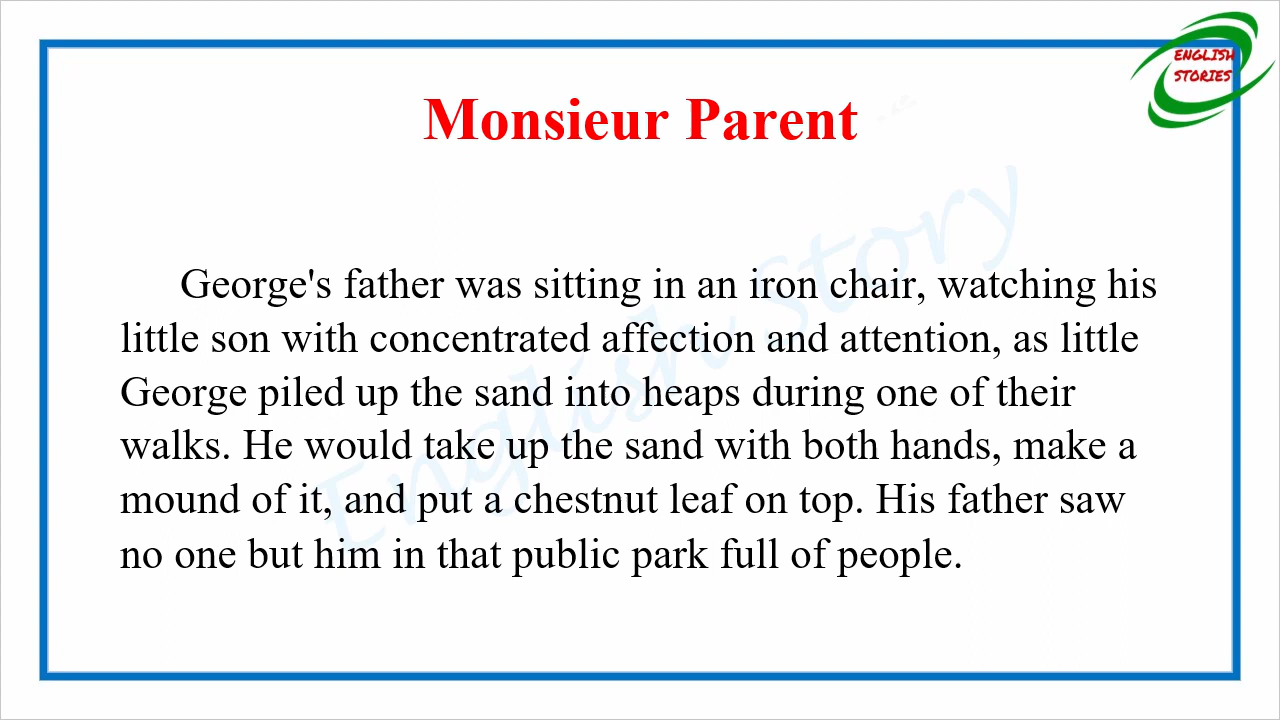 ENGLISH
STORIES
Monsieur Parent
George's father was sitting in an iron chair, watching his
little son with concentrated affection and attention, as little
George piled up the sand into heaps during one of their
walks. He would take up the sand with both hands, make a
mound of it, and put a chestnut leaf on top. His father saw
no one but him in that public park full of people.
English Story